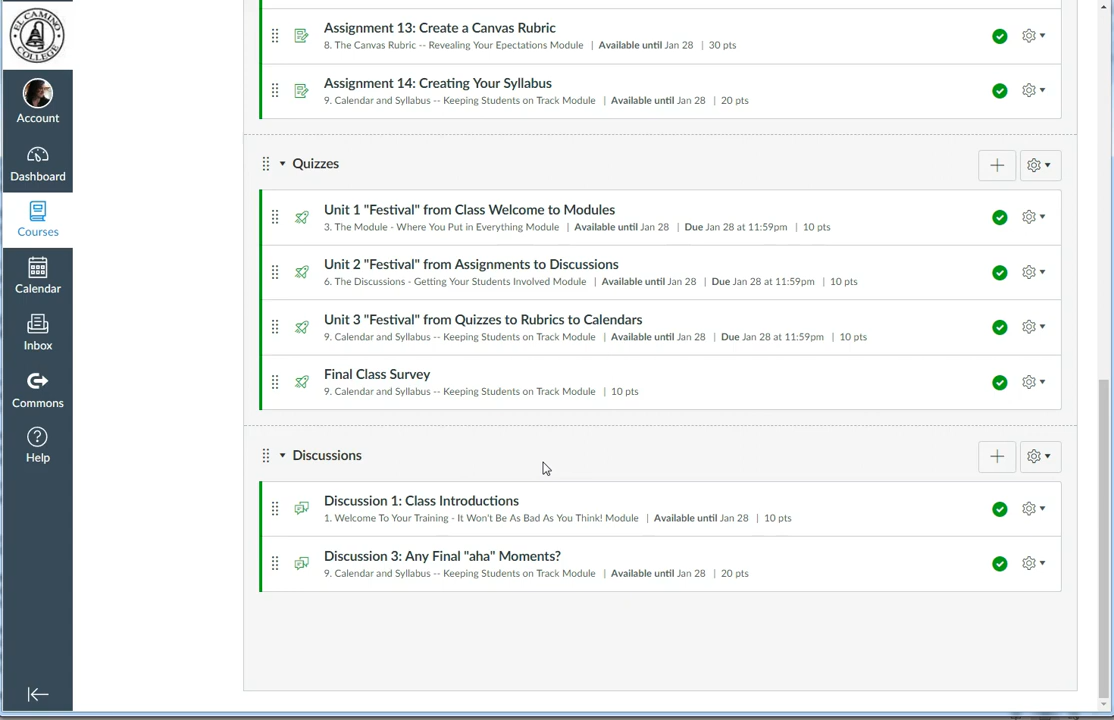 EL CAMINO
COLLEGE
Account
Dashboard
Courses
Calendar
Inbox
Commons
Help
Assignment 13: Create a Canvas Rubric
8. The Canvas Rubric -- Revealing Your Epectations Module | Available until Jan 28 | 30 pts
Assignment 14: Creating Your Syllabus
9. Calendar and Syllabus -- Keeping Students on Track Module | Available until Jan 28 | 20 pts
Quizzes
Unit 1 "Festival" from Class Welcome to Modules
3. The Module - Where You Put in Everything Module | Available until Jan 28 | Due Jan 28 at 11:59pm | 10 pts
Unit 2 "Festival" from Assignments to Discussions
6. The Discussions - Getting Your Students Involved Module | Available until Jan 28 | Due Jan 28 at 11:59pm | 10 pts
Unit 3 "Festival" from Quizzes to Rubrics to Calendars
9. Calendar and Syllabus -- Keeping Students on Track Module | Available until Jan 28 | Due Jan 28 at 11:59pm | 10 pts
Final Class Survey
9. Calendar and Syllabus -- Keeping Students on Track Module | 10 pts
Discussions
Discussion 1: Class Introductions
1. Welcome To Your Training - It Won't Be As Bad As You Think! Module | Available until Jan 28 | 10 pts
Discussion 3: Any Final "aha" Moments?
9. Calendar and Syllabus -- Keeping Students on Track Module | Available until Jan 28 | 20 pts